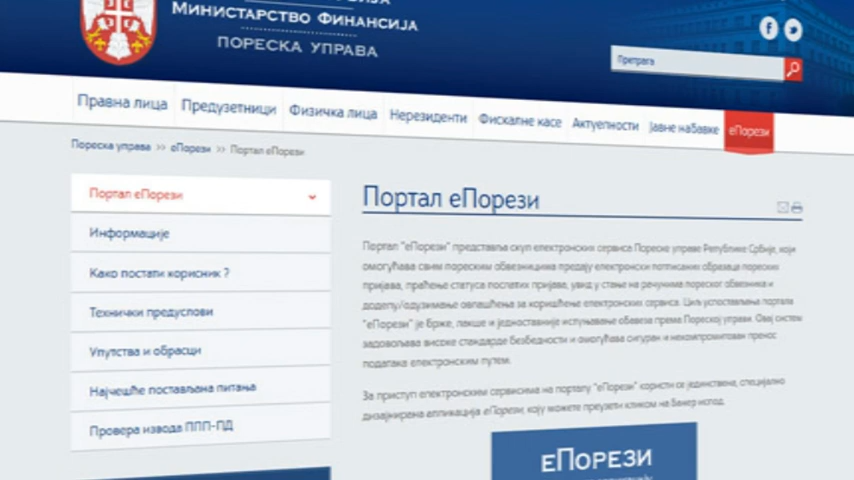 МИНИСТАРСТВО ФИНАНСИЈА
ПОРЕСКА УПРАВА
Претрага
Правна лица Предузетници Физичка лица Нерезиденти Фискалне касе Актуелности Јавне набавке еПорези
Пореска управа >> еПорези >> Портал еПорези
Портал еПорези
Информације
Како постати корисник ?
Технички предуслови
Упутства и обрасци
Најчешће постављана питања
Провера извода ППП-ПД
Портал еПорези
Портал "еПорези" представља скуп електронских сервиса Пореске управе Републике Србије, који
омогућава свим пореским обвезницима предају електронски потписаних образаца пореских
пријава, праћење статуса послатих пријава, увид у стање на рачунима пореског обвезника и
доделу/одузимање овлашћења за коришћење електронских сервиса. Циљ успостављања портала
"еПорези" је брже, лакше и једноставније испуњавање обавеза према Пореској управи. Овај систем
задовољава високе стандарде безбедности и омогућава сигуран и некомпромитован пренос
података електронским путем.
За приступ електронским сервисима на порталу "еПорези" користи се јединствена, специјално
дизајнирана апликација еПорези, коју можете преузети кликом на банер испод.
еПОРЕЗИ